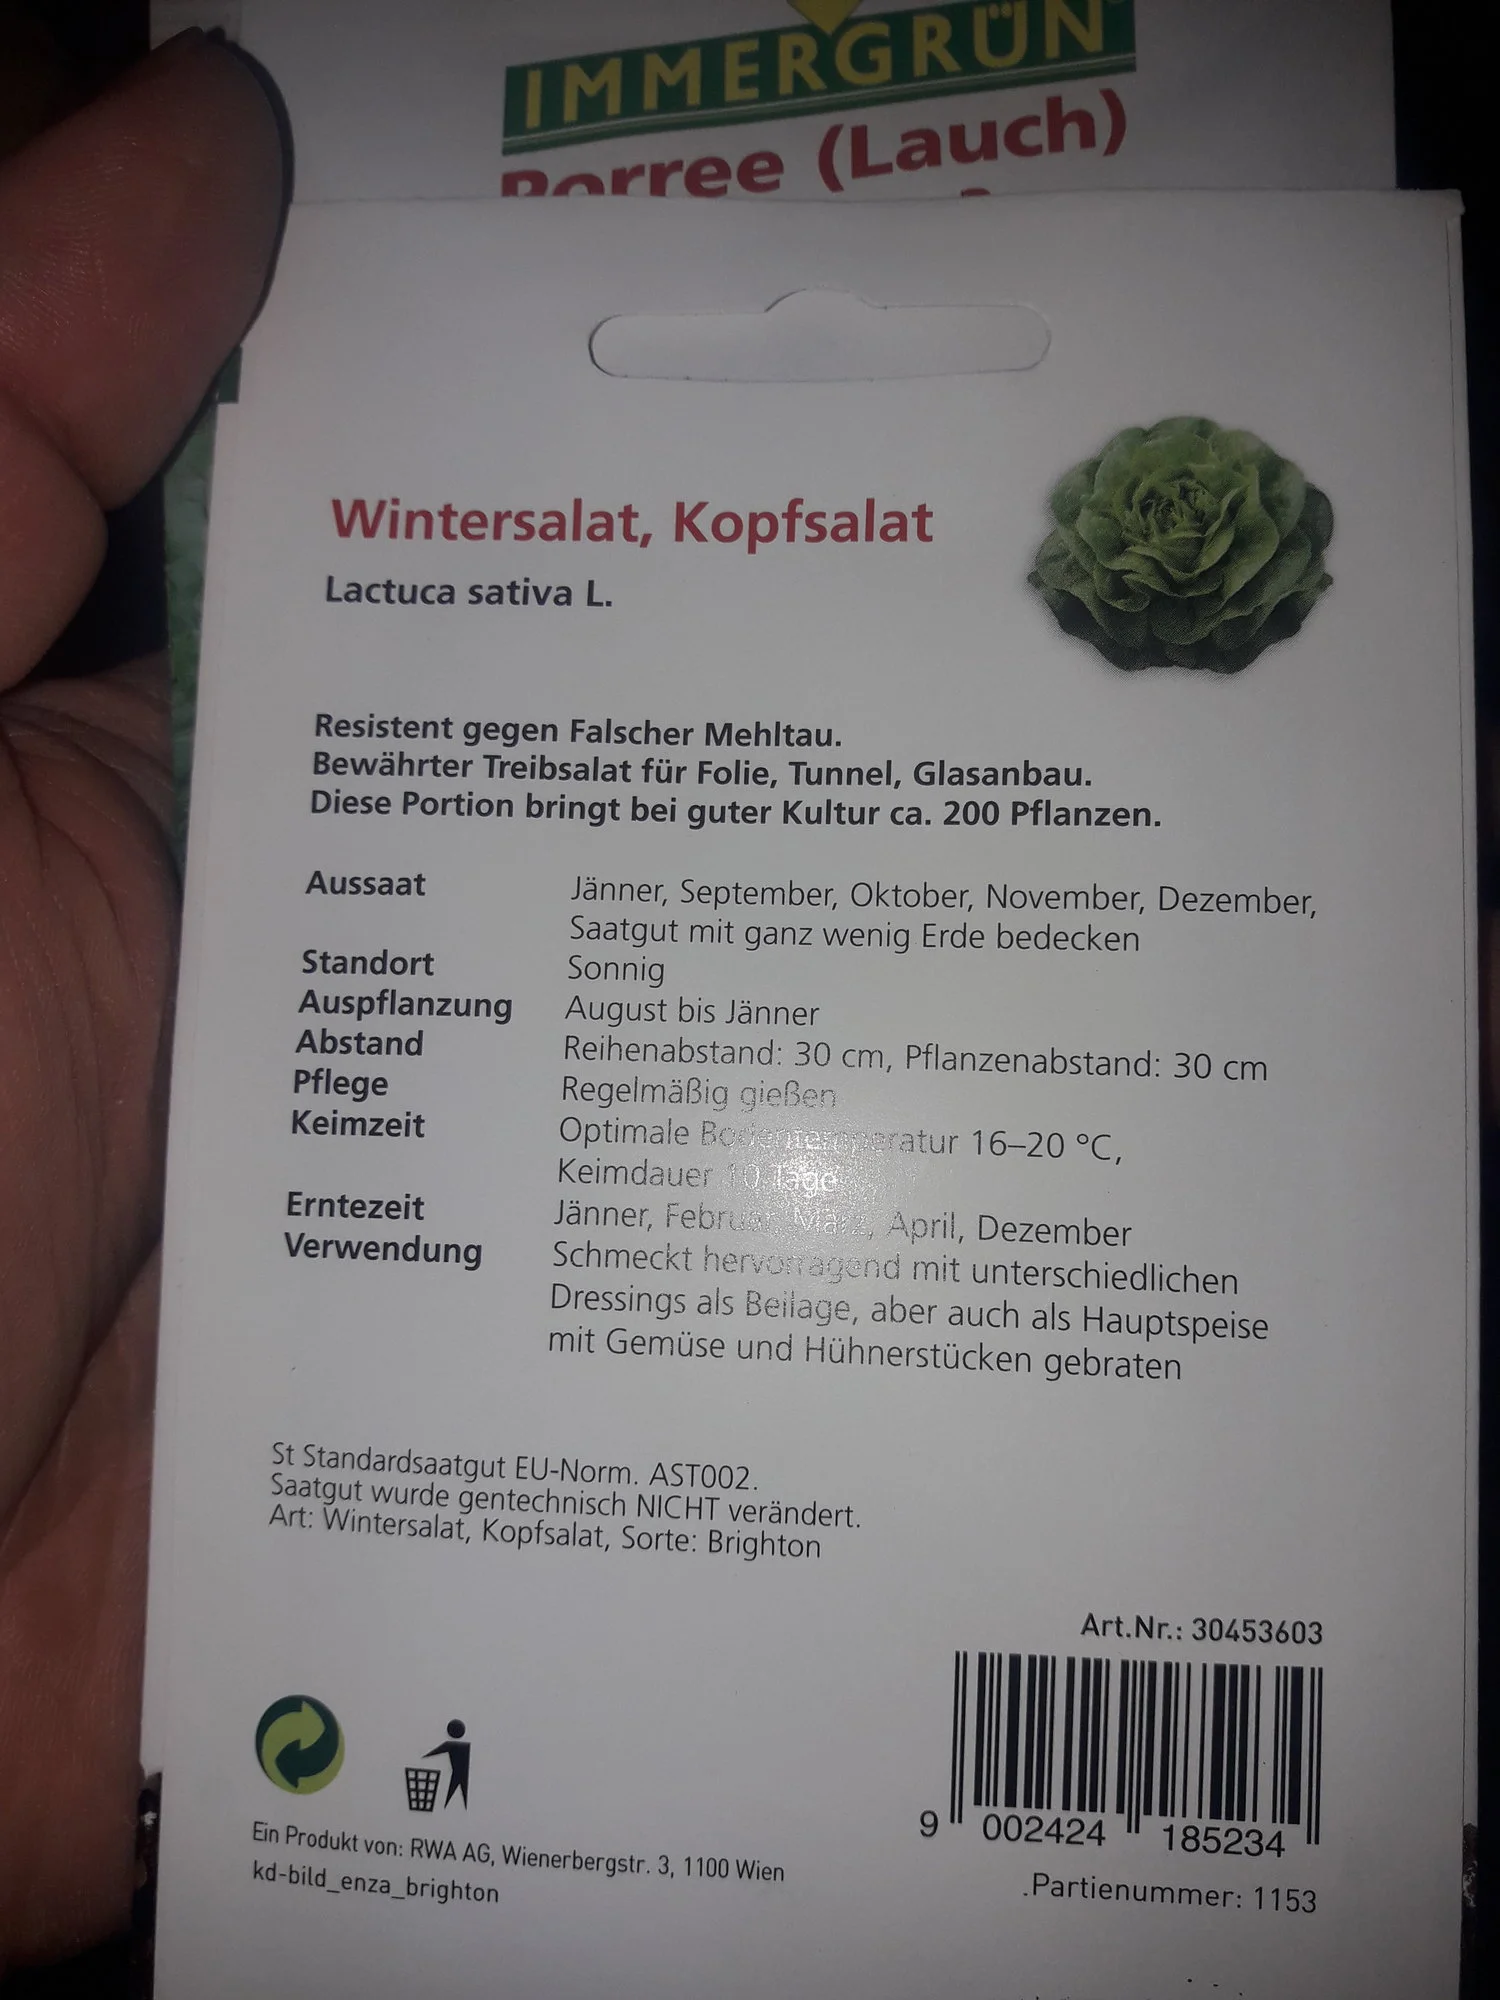 IMMERGRÜN
Porree (Lauch)
Wintersalat, Kopfsalat
Lactuca sativa L.
Resistent gegen Falscher Mehltau.
Bewährter Treibsalat für Folie, Tunnel, Glasanbau.
Diese Portion bringt bei guter Kultur ca. 200 Pflanzen.
Aussaat Jänner, September, Oktober, November, Dezember,
Saatgut mit ganz wenig Erde bedecken
Standort Sonnig
Auspflanzung August bis Jänner
Abstand Reihenabstand: 30 cm, Pflanzenabstand: 30 cm
Pflege Regelmäßig gießen
Keimzeit Optimale Bodentemperatur 16–20 °C,
Keimdauer 10 Tage
Erntezeit Jänner, Februar, März, April, Dezember
Verwendung Schmeckt hervorragend mit unterschiedlichen
Dressings als Beilage, aber auch als Hauptspeise
mit Gemüse und Hühnerstücken gebraten
St Standardsaatgut EU-Norm. AST002.
Saatgut wurde gentechnisch NICHT verändert.
Art: Wintersalat, Kopfsalat, Sorte: Brighton
Art.Nr.: 30453603
9 002424 185234
Ein Produkt von: RWA AG, Wienerbergstr. 3, 1100 Wien
kd-bild_enza_brighton
.Partienummer: 1153